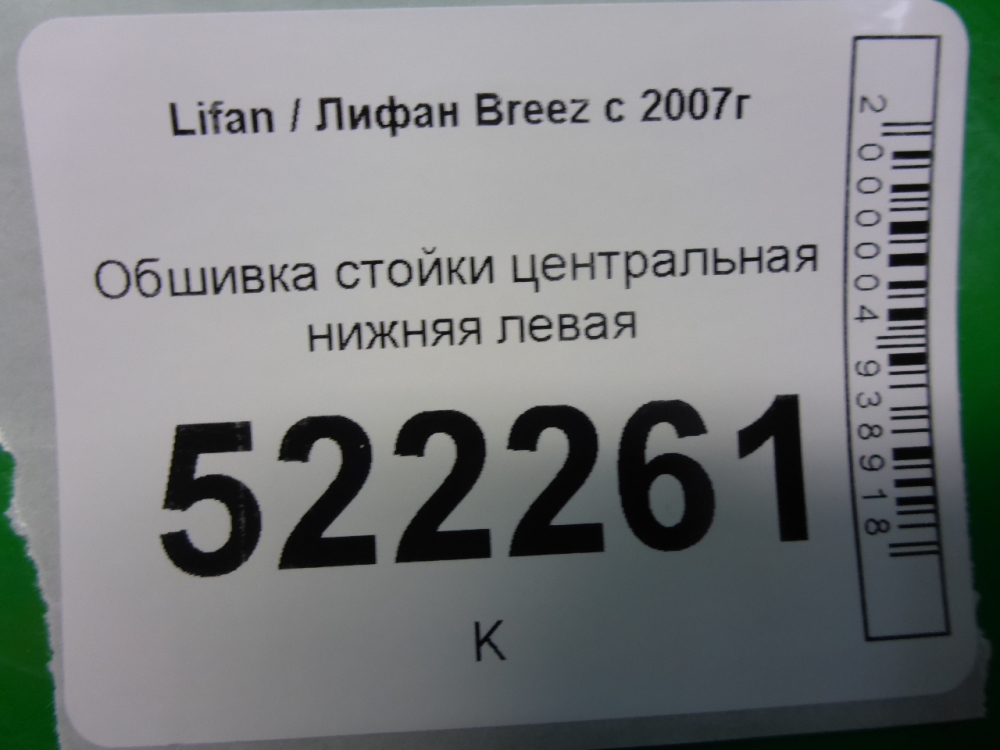 Lifan / Лифан Breez с 2007г
Обшивка стойки центральная
нижняя левая
522261
К
2000004938918